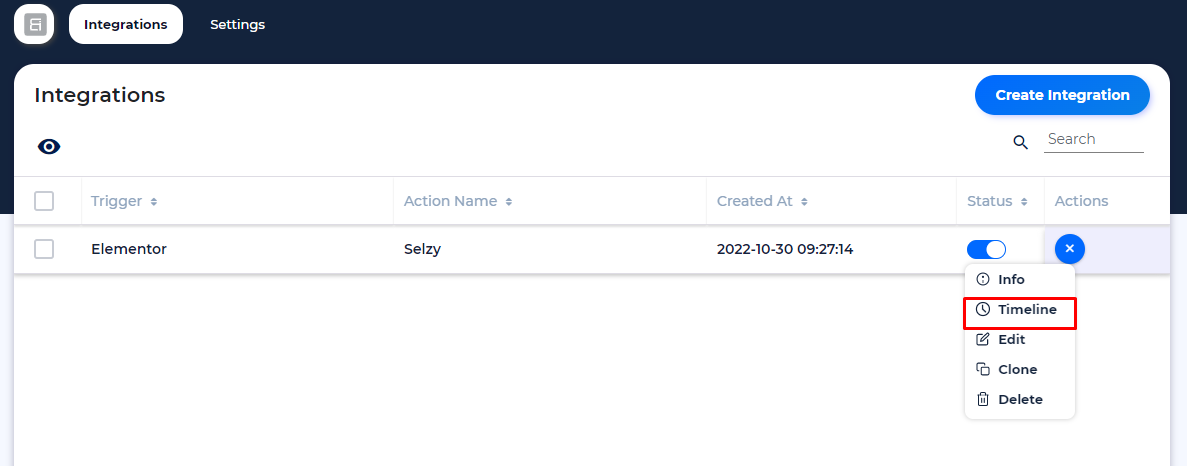 Integrations
Settings
Integrations
Create Integration
Search
Trigger Action Name Created At Status Actions
Elementor Selzy 2022-10-30 09:27:14
Info
Timeline
Edit
Clone
Delete